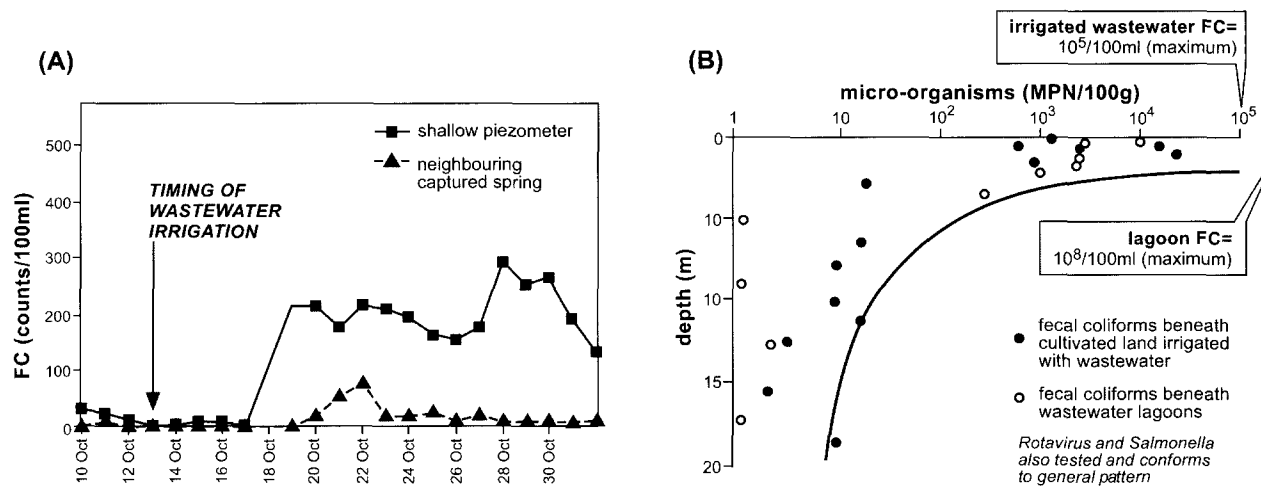 (A)
500
400
300
200
100
0
FC (counts/100ml)
shallow piezometer
neighbouring
captured spring
TIMING OF
WASTEWATER
IRRIGATION
10 Oct
12 Oct
14 Oct
16 Oct
18 Oct
20 Oct
22 Oct
24 Oct
26 Oct
28 Oct
30 Oct
(B)
irrigated wastewater FC=
10⁵/100ml (maximum)
micro-organisms (MPN/100g)
1
10
10²
10³
10⁴
10⁵
0
10
10
15
20
depth (m)
lagoon FC=
10⁸/100ml (maximum)
fecal coliforms beneath
cultivated land irrigated
with wastewater
fecal coliforms beneath
wastewater lagoons
Rotavirus and Salmonella
also tested and conforms
to general pattern